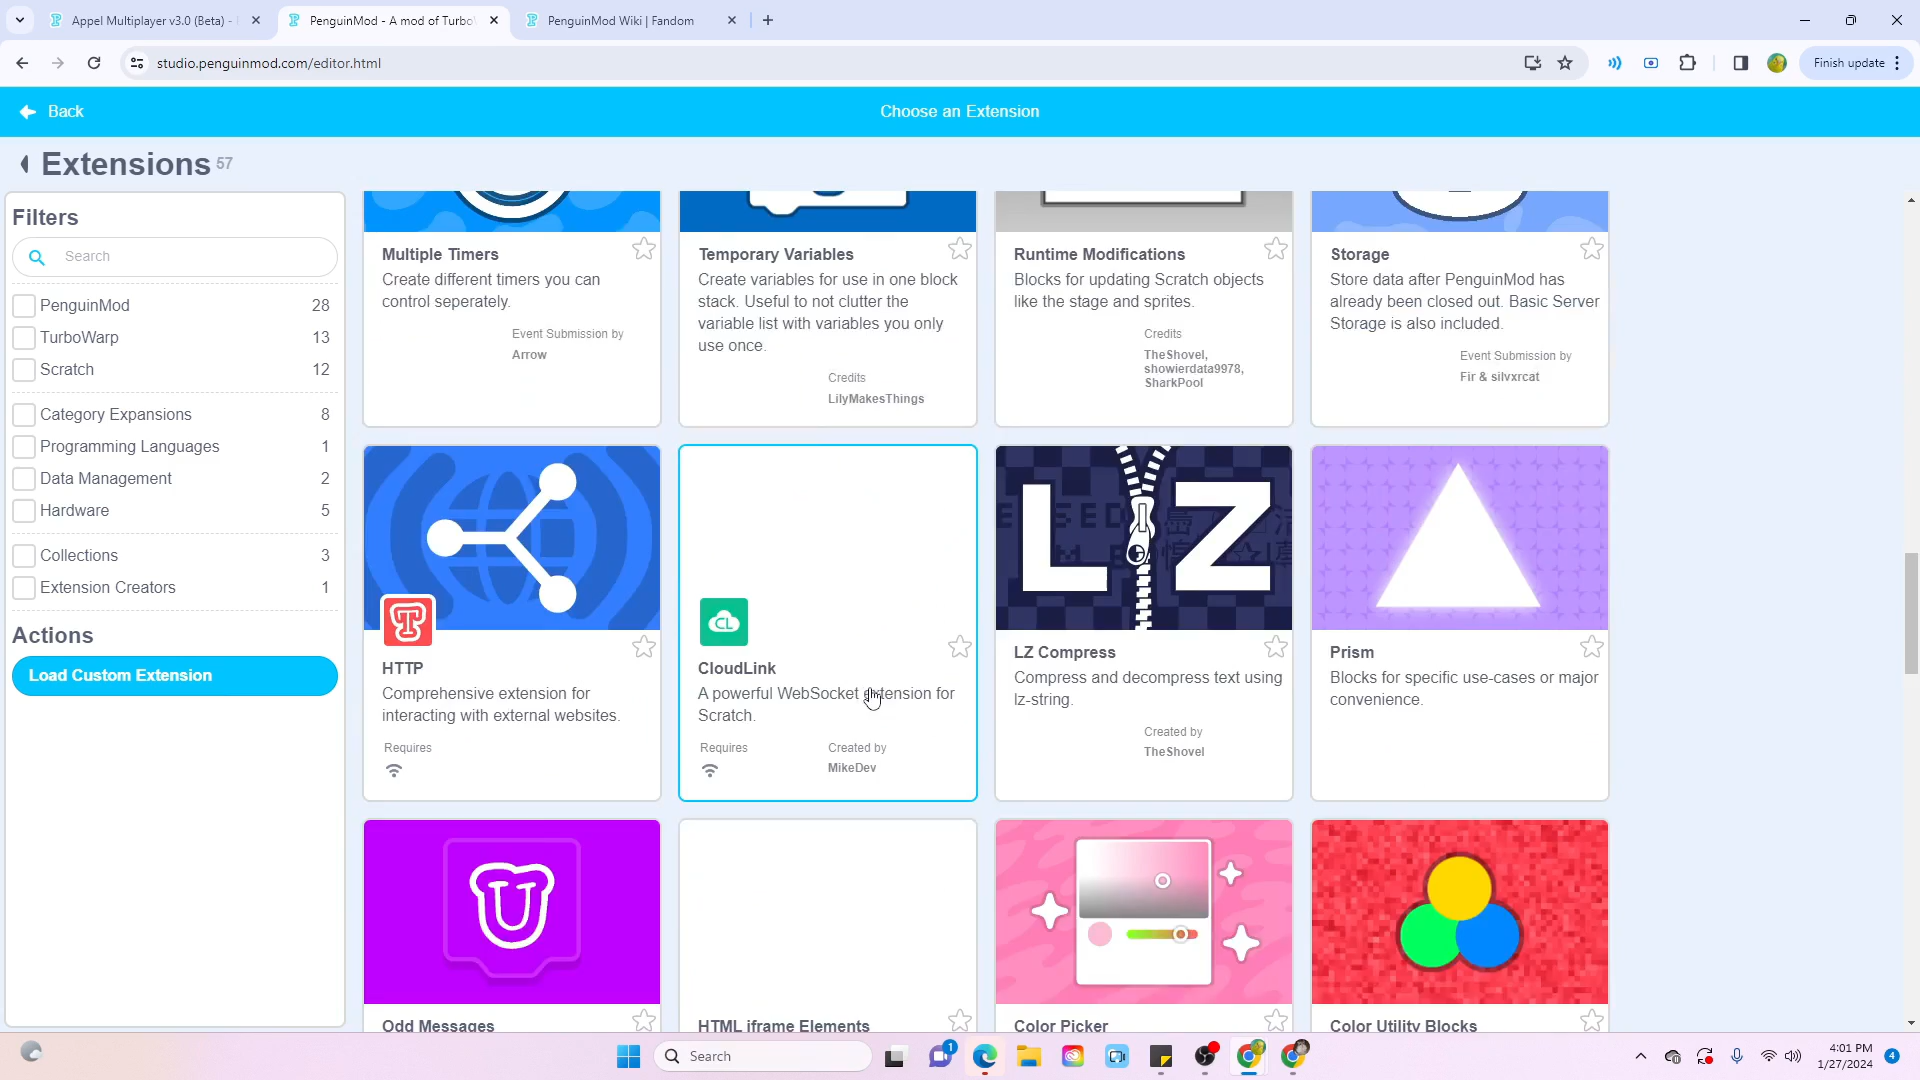 Appel Multiplayer v3.0 (Beta) -
PenguinMod - A mod of Turbo
PenguinMod Wiki | Fandom
studio.penguinmod.com/editor.html
Finish update
Back
Choose an Extension
Extensions 57
Filters
Search
PenguinMod 28
TurboWarp 13
Scratch 12
Category Expansions 8
Programming Languages 1
Data Management 2
Hardware 5
Collections 3
Extension Creators 1
Actions
Load Custom Extension
Multiple Timers
Create different timers you can
control seperately.
Event Submission by
Arrow
Temporary Variables
Create variables for use in one block
stack. Useful to not clutter the
variable list with variables you only
use once.
Credits
LilyMakesThings
Runtime Modifications
Blocks for updating Scratch objects
like the stage and sprites.
Credits
TheShovel,
showierdata9978,
SharkPool
Storage
Store data after PenguinMod has
already been closed out. Basic Server
Storage is also included.
Event Submission by
Fir & silvxrcat
HTTP
Comprehensive extension for
interacting with external websites.
Requires
CL
CloudLink
A powerful WebSocket extension for
Scratch.
Requires
Created by
MikeDev
LZ
LZ Compress
Compress and decompress text using
lz-string.
Created by
TheShovel
Prism
Blocks for specific use-cases or major
convenience.
U
Odd Messages
HTML iframe Elements
Color Picker
Color Utility Blocks
Search
1
4:01 PM
1/27/2024
4